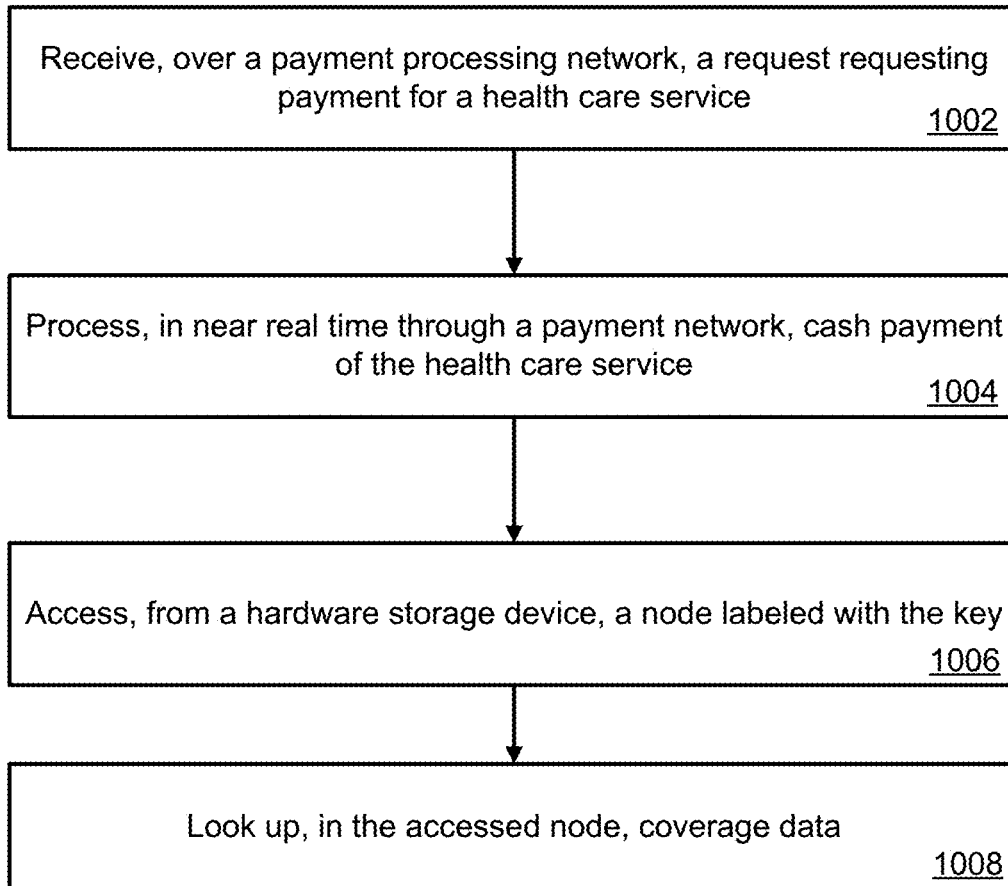 Receive, over a payment processing network, a request requesting
payment for a health care service
1002
Process, in near real time through a payment network, cash payment
of the health care service
1004
Access, from a hardware storage device, a node labeled with the key
1006
Look up, in the accessed node, coverage data
1008